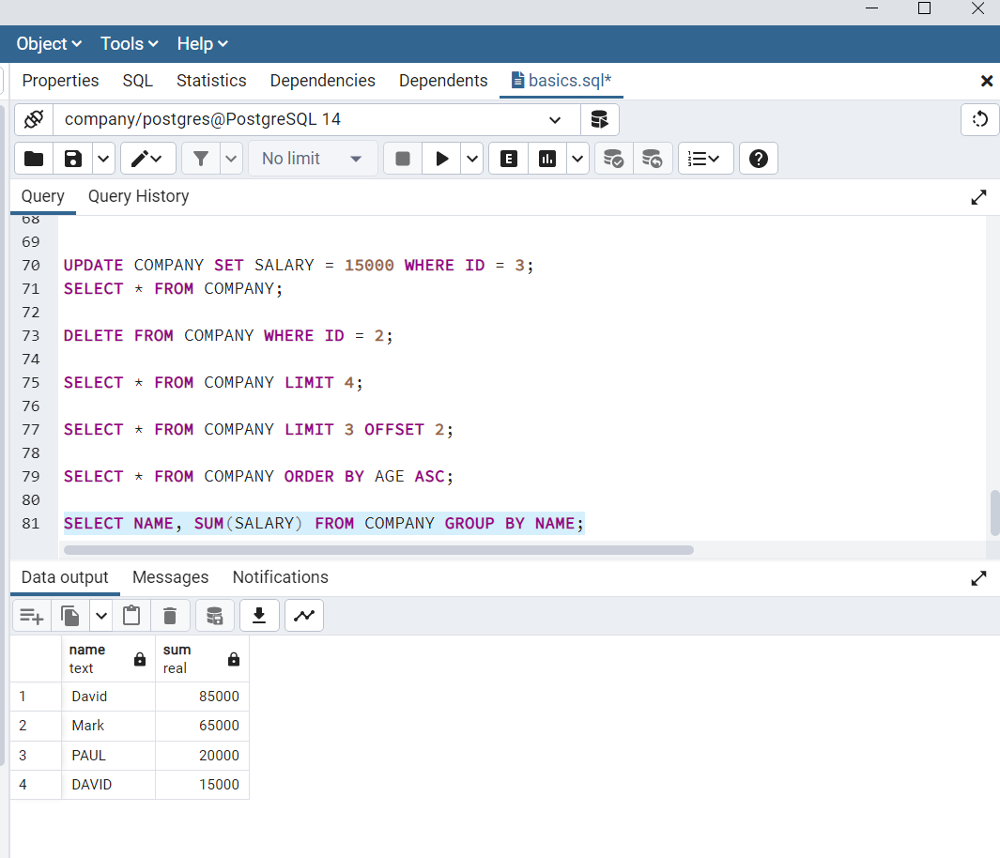 Object Tools Help
Properties SQL Statistics Dependencies Dependents basics.sql*
company/postgres@PostgreSQL 14
No limit E
Query Query History
68
69
70 UPDATE COMPANY SET SALARY = 15000 WHERE ID = 3;
71 SELECT * FROM COMPANY;
72
73 DELETE FROM COMPANY WHERE ID = 2;
74
75 SELECT * FROM COMPANY LIMIT 4;
76
77 SELECT * FROM COMPANY LIMIT 3 OFFSET 2;
78
79 SELECT * FROM COMPANY ORDER BY AGE ASC;
80
81 SELECT NAME, SUM(SALARY) FROM COMPANY GROUP BY NAME;
Data output Messages Notifications
name sum
text real
1 David 85000
2 Mark 65000
3 PAUL 20000
4 DAVID 15000